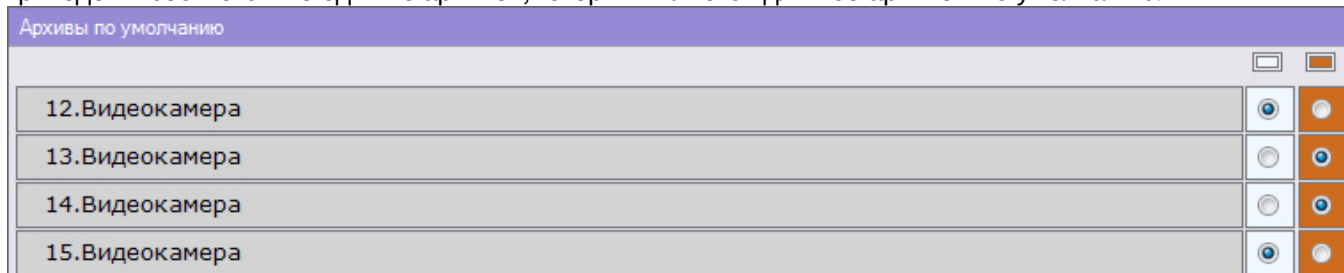 Архивы по умолчанию
12.Видеокамера
13.Видеокамера
14.Видеокамера
15.Видеокамера